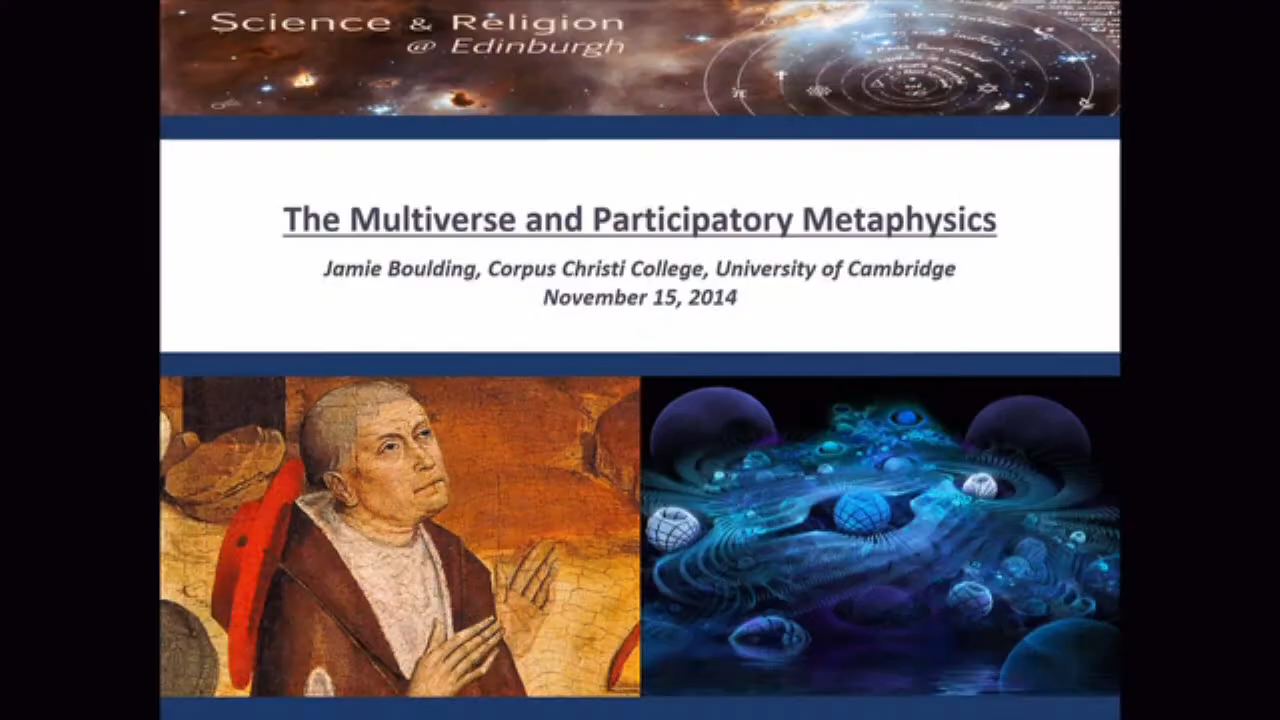 Science & Religion
@ Edinburgh
The Multiverse and Participatory Metaphysics
Jamie Boulding, Corpus Christi College, University of Cambridge
November 15, 2014